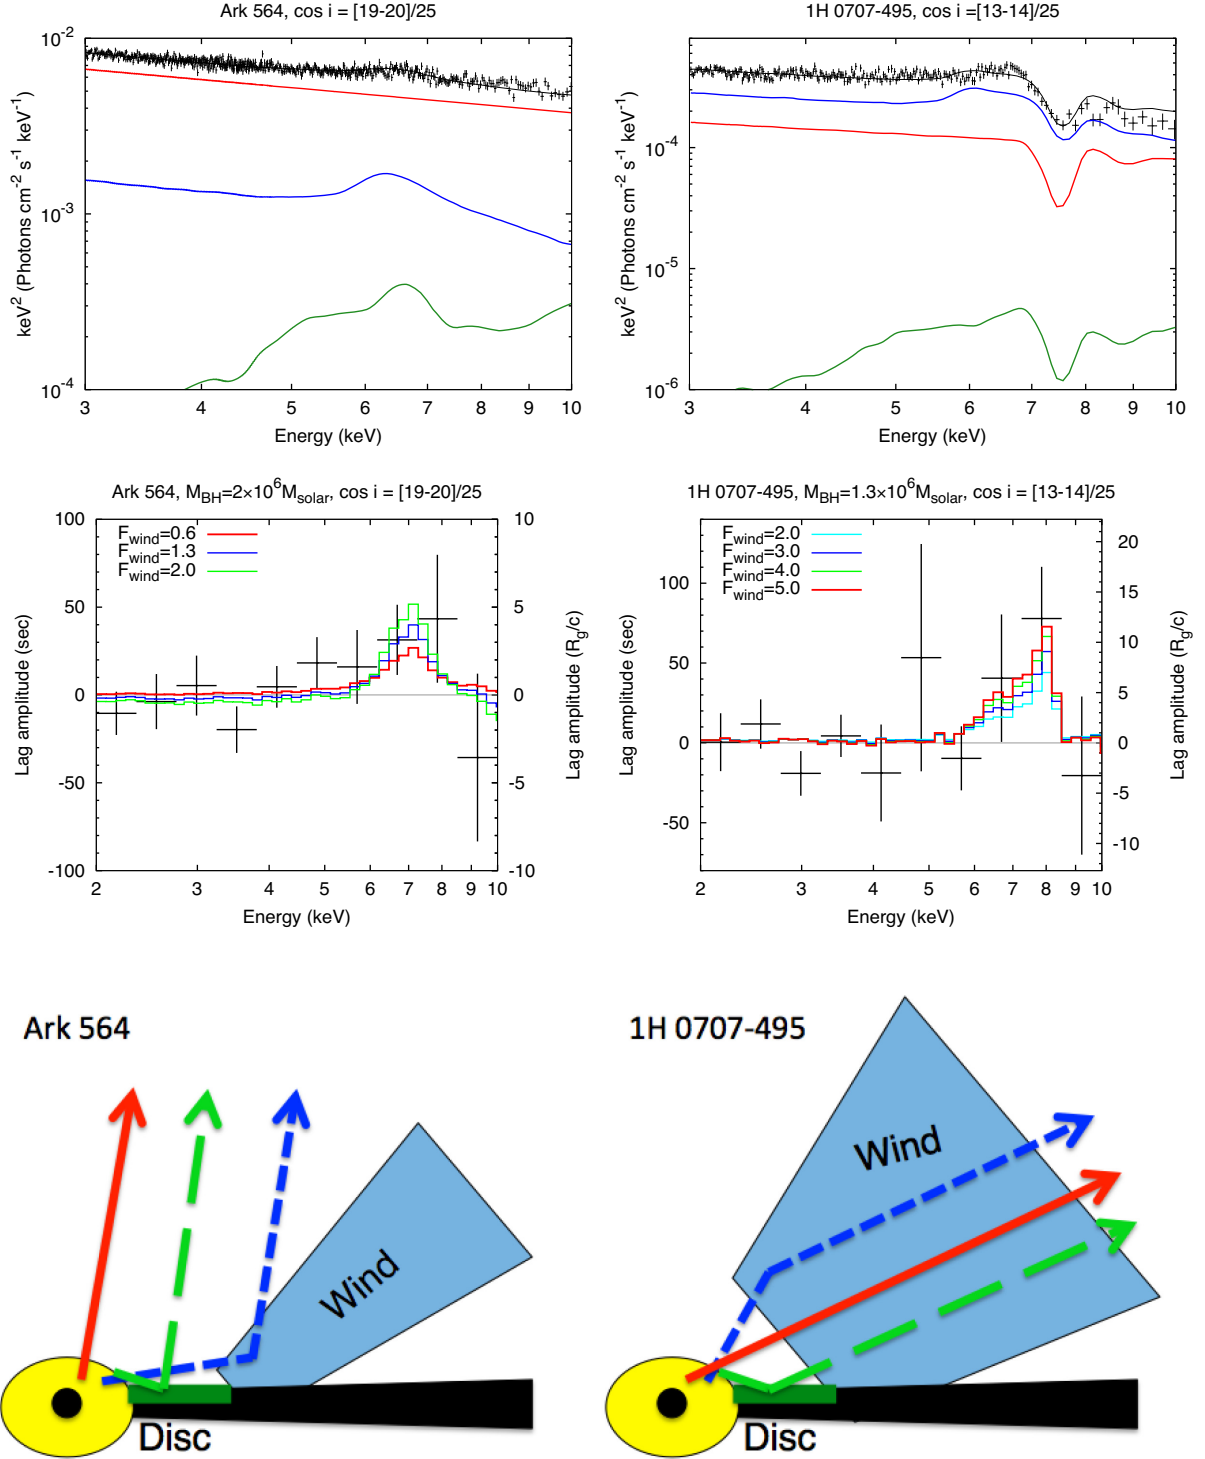 Ark 564, cos i = [19-20]/25
10^-2
10^-3
10^-4
keV^2 (Photons cm^-2 s^-1 keV^-1)
3 4 5 6 7 8 9 10
Energy (keV)
1H 0707-495, cos i =[13-14]/25
10^-4
10^-5
10^-6
keV^2 (Photons cm^-2 s^-1 keV^-1)
3 4 5 6 7 8 9 10
Energy (keV)
Ark 564, M_BH=2×10^6M_solar, cos i = [19-20]/25
F_wind=0.6
F_wind=1.3
F_wind=2.0
100
50
0
-50
-100
Lag amplitude (sec)
10
5
0
-5
-10
Lag amplitude (R_g/c)
2 3 4 5 6 7 8 9 10
Energy (keV)
1H 0707-495, M_BH=1.3×10^6M_solar, cos i = [13-14]/25
F_wind=2.0
F_wind=3.0
F_wind=4.0
F_wind=5.0
100
50
0
-50
Lag amplitude (sec)
20
15
10
5
0
-5
-10
Lag amplitude (R_g/c)
2 3 4 5 6 7 8 9 10
Energy (keV)
Ark 564
Wind
Disc
1H 0707-495
Wind
Disc